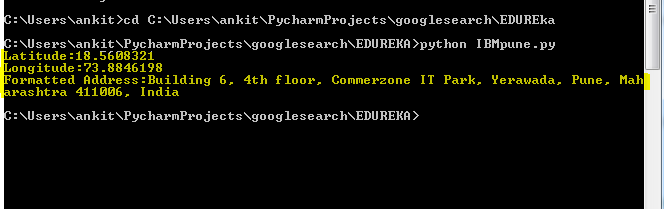 C:\Users\ankit>cd C:\Users\ankit\PycharmProjects\googlesearch\EDUREka
C:\Users\ankit\PycharmProjects\googlesearch\EDUREKA>python IBMpune.py
Latitude:18.5608321
Longitude:73.8846198
Formatted Address:Building 6, 4th floor, Commerzone IT Park, Yerawada, Pune, Mah
arashtra 411006, India
C:\Users\ankit\PycharmProjects\googlesearch\EDUREKA>